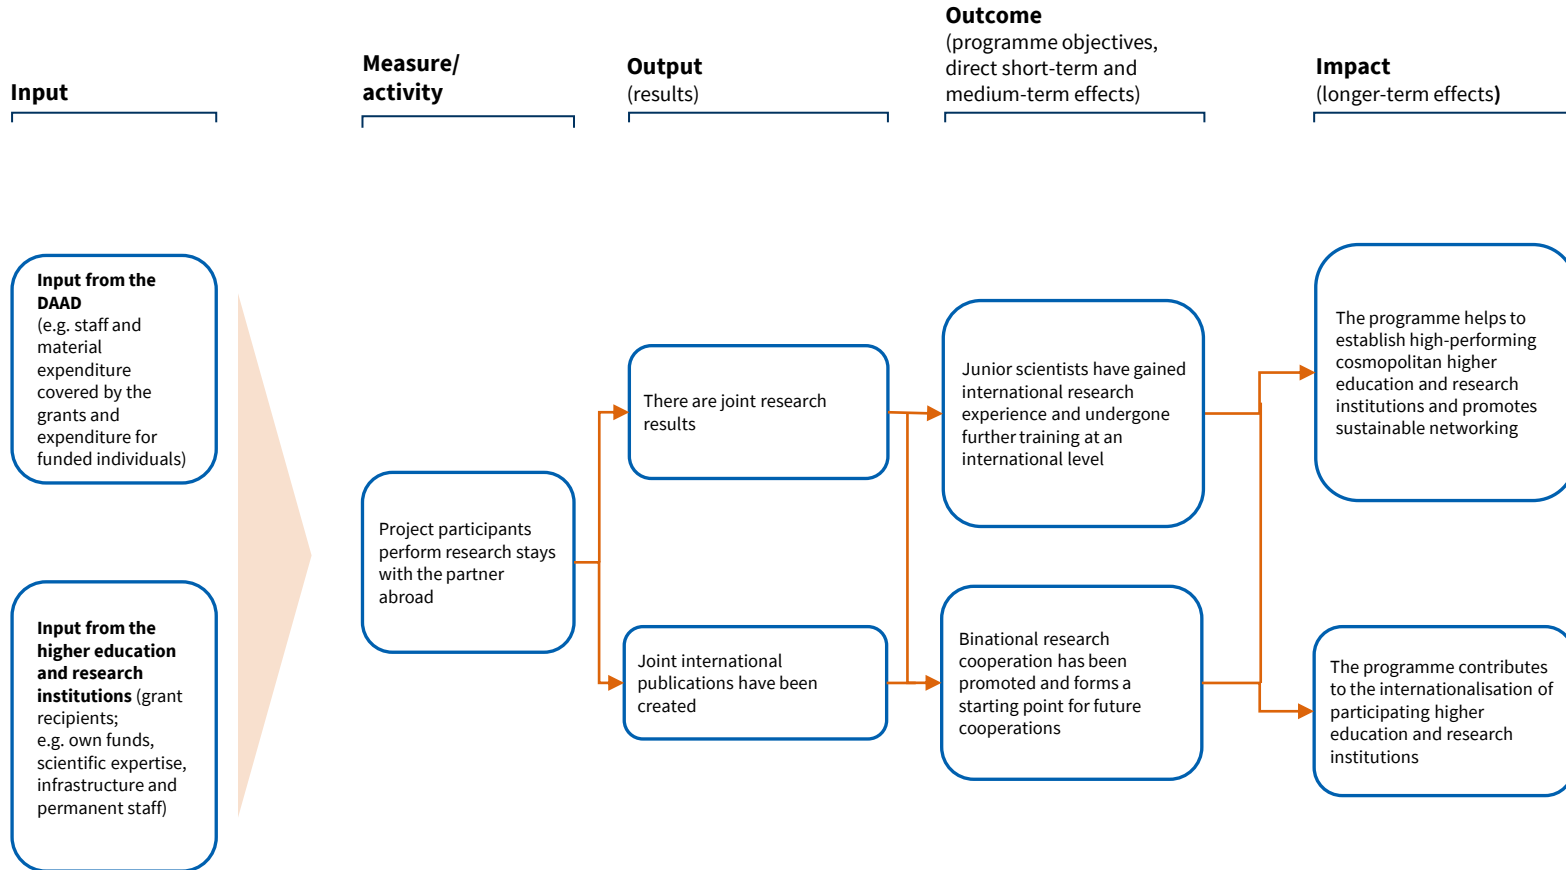 Input
Measure/
activity
Output
(results)
Outcome
(programme objectives,
direct short-term and
medium-term effects)
Impact
(longer-term effects)
Input from the
DAAD
(e.g. staff and
material
expenditure
covered by the
grants and
expenditure for
funded individuals)
Input from the
higher education
and research
institutions (grant
recipients;
e.g. own funds,
scientific expertise,
infrastructure and
permanent staff)
Project participants
perform research stays
with the partner
abroad
There are joint research
results
Joint international
publications have been
created
Junior scientists have gained
international research
experience and undergone
further training at an
international level
Binational research
cooperation has been
promoted and forms a
starting point for future
cooperations
The programme helps to
establish high-performing
cosmopolitan higher
education and research
institutions and promotes
sustainable networking
The programme contributes
to the internationalisation of
participating higher
education and research
institutions